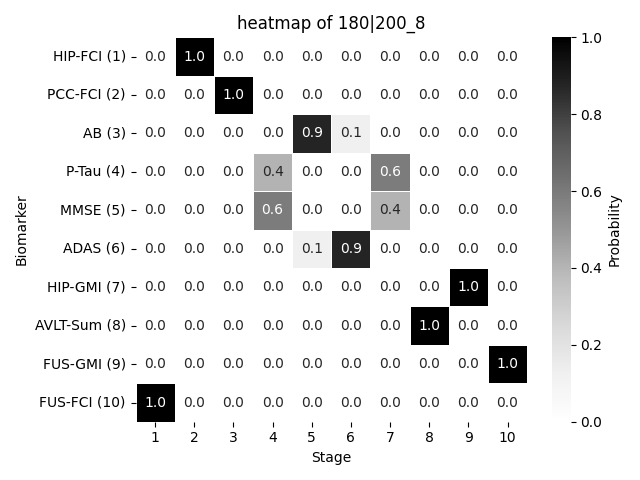 heatmap of 180|200_8
HIP-FCI (1) 0.0 1.0 0.0 0.0 0.0 0.0 0.0 0.0 0.0 0.0
PCC-FCI (2) 0.0 0.0 1.0 0.0 0.0 0.0 0.0 0.0 0.0 0.0
AB (3) 0.0 0.0 0.0 0.0 0.9 0.1 0.0 0.0 0.0 0.0
P-Tau (4) 0.0 0.0 0.0 0.4 0.0 0.0 0.6 0.0 0.0 0.0
MMSE (5) 0.0 0.0 0.0 0.6 0.0 0.0 0.4 0.0 0.0 0.0
ADAS (6) 0.0 0.0 0.0 0.0 0.1 0.9 0.0 0.0 0.0 0.0
HIP-GMI (7) 0.0 0.0 0.0 0.0 0.0 0.0 0.0 0.0 1.0 0.0
AVLT-Sum (8) 0.0 0.0 0.0 0.0 0.0 0.0 0.0 1.0 0.0 0.0
FUS-GMI (9) 0.0 0.0 0.0 0.0 0.0 0.0 0.0 0.0 0.0 1.0
FUS-FCI (10) 1.0 0.0 0.0 0.0 0.0 0.0 0.0 0.0 0.0 0.0
1 2 3 4 5 6 7 8 9 10
Stage
Biomarker
1.0
0.8
0.6
0.4
0.2
0.0
Probability